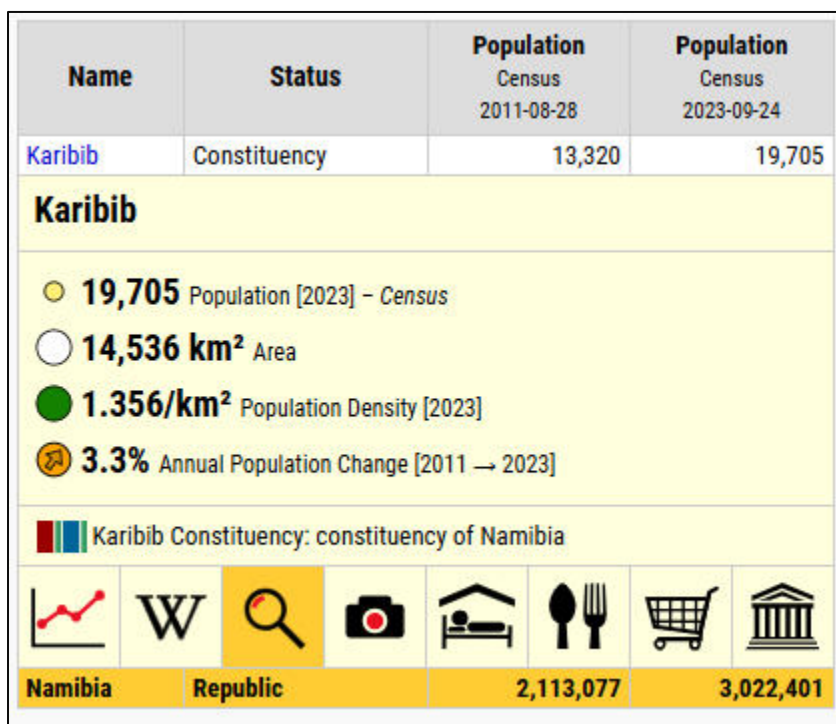 Name Status Population Census 2011-08-28 Population Census 2023-09-24
Karibib Constituency 13,320 19,705
Karibib
19,705 Population [2023] – Census
14,536 km² Area
1.356/km² Population Density [2023]
3.3% Annual Population Change [2011 → 2023]
Karibib Constituency: constituency of Namibia
W
Namibia Republic 2,113,077 3,022,401